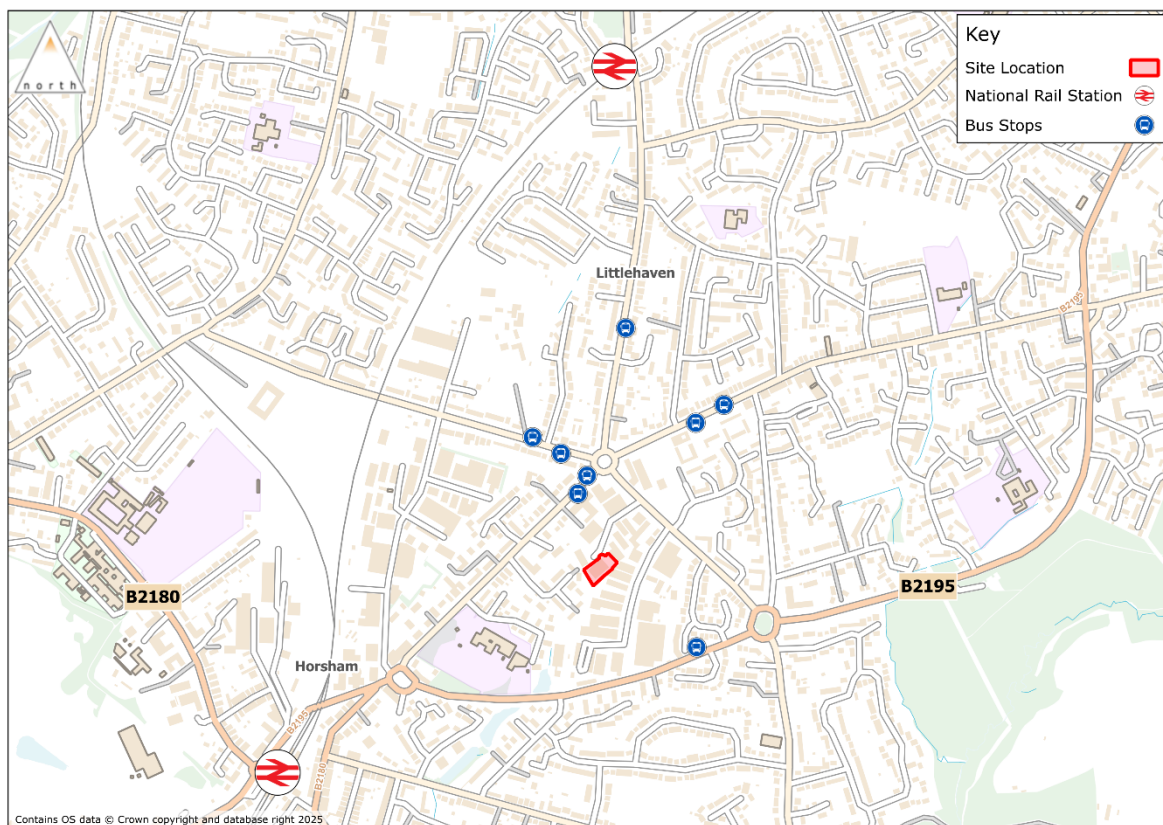 north
Key
Site Location
National Rail Station
Bus Stops
Littlehaven
B2195
B2180
B2195
Horsham
B2195
B2180
Contains OS data © Crown copyright and database right 2025